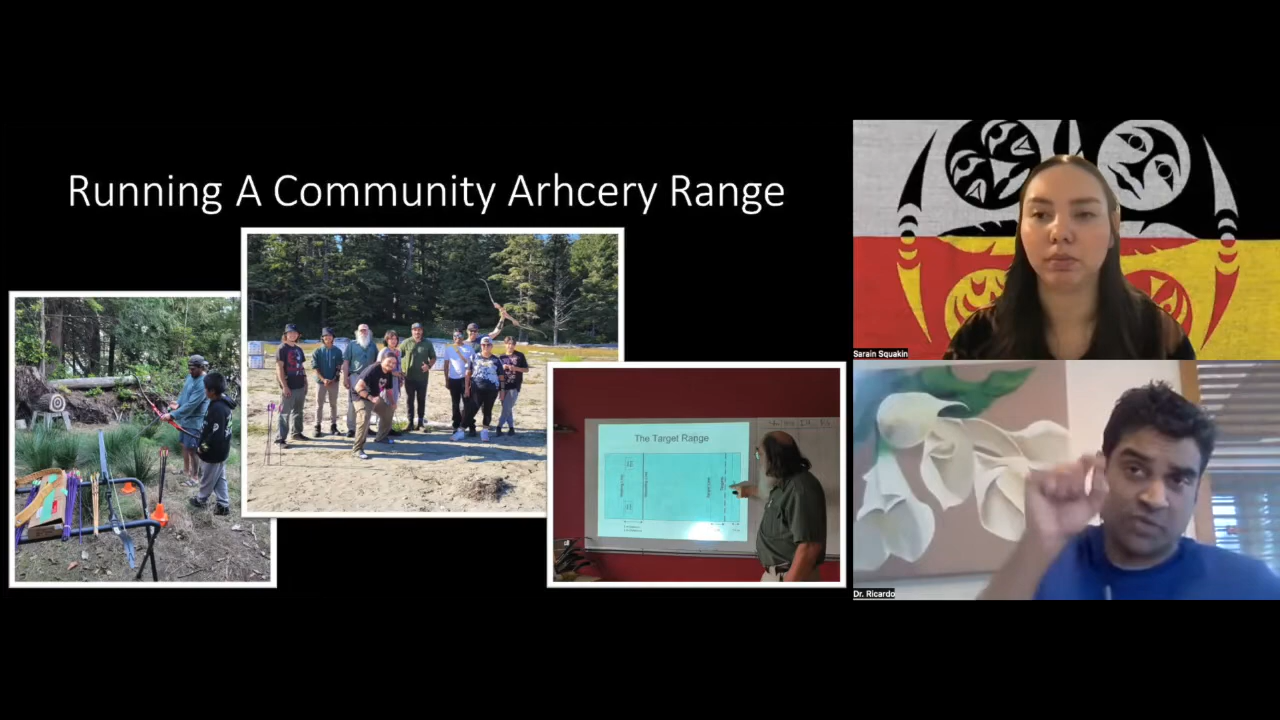 Running A Community Arhcery Range
The Target Range
Sarain Squakin
Dr. Ricardo